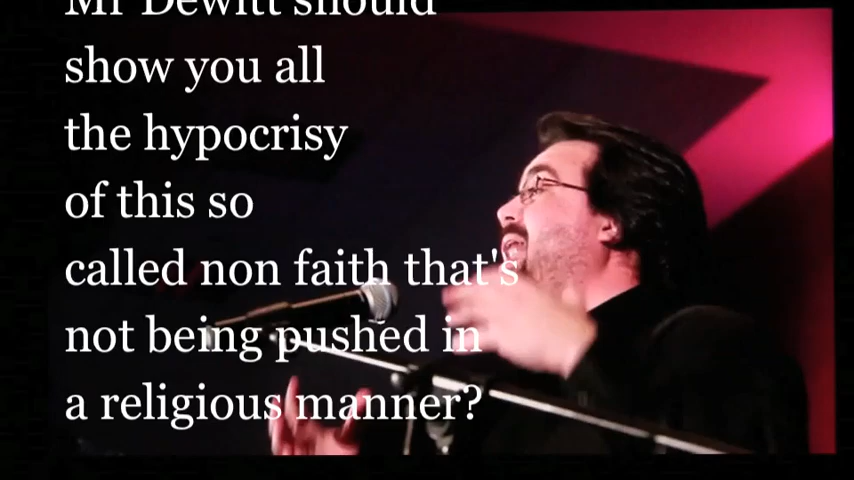 Mr Dewitt should
show you all
the hypocrisy
of this so
called non faith that's
not being pushed in
a religious manner?